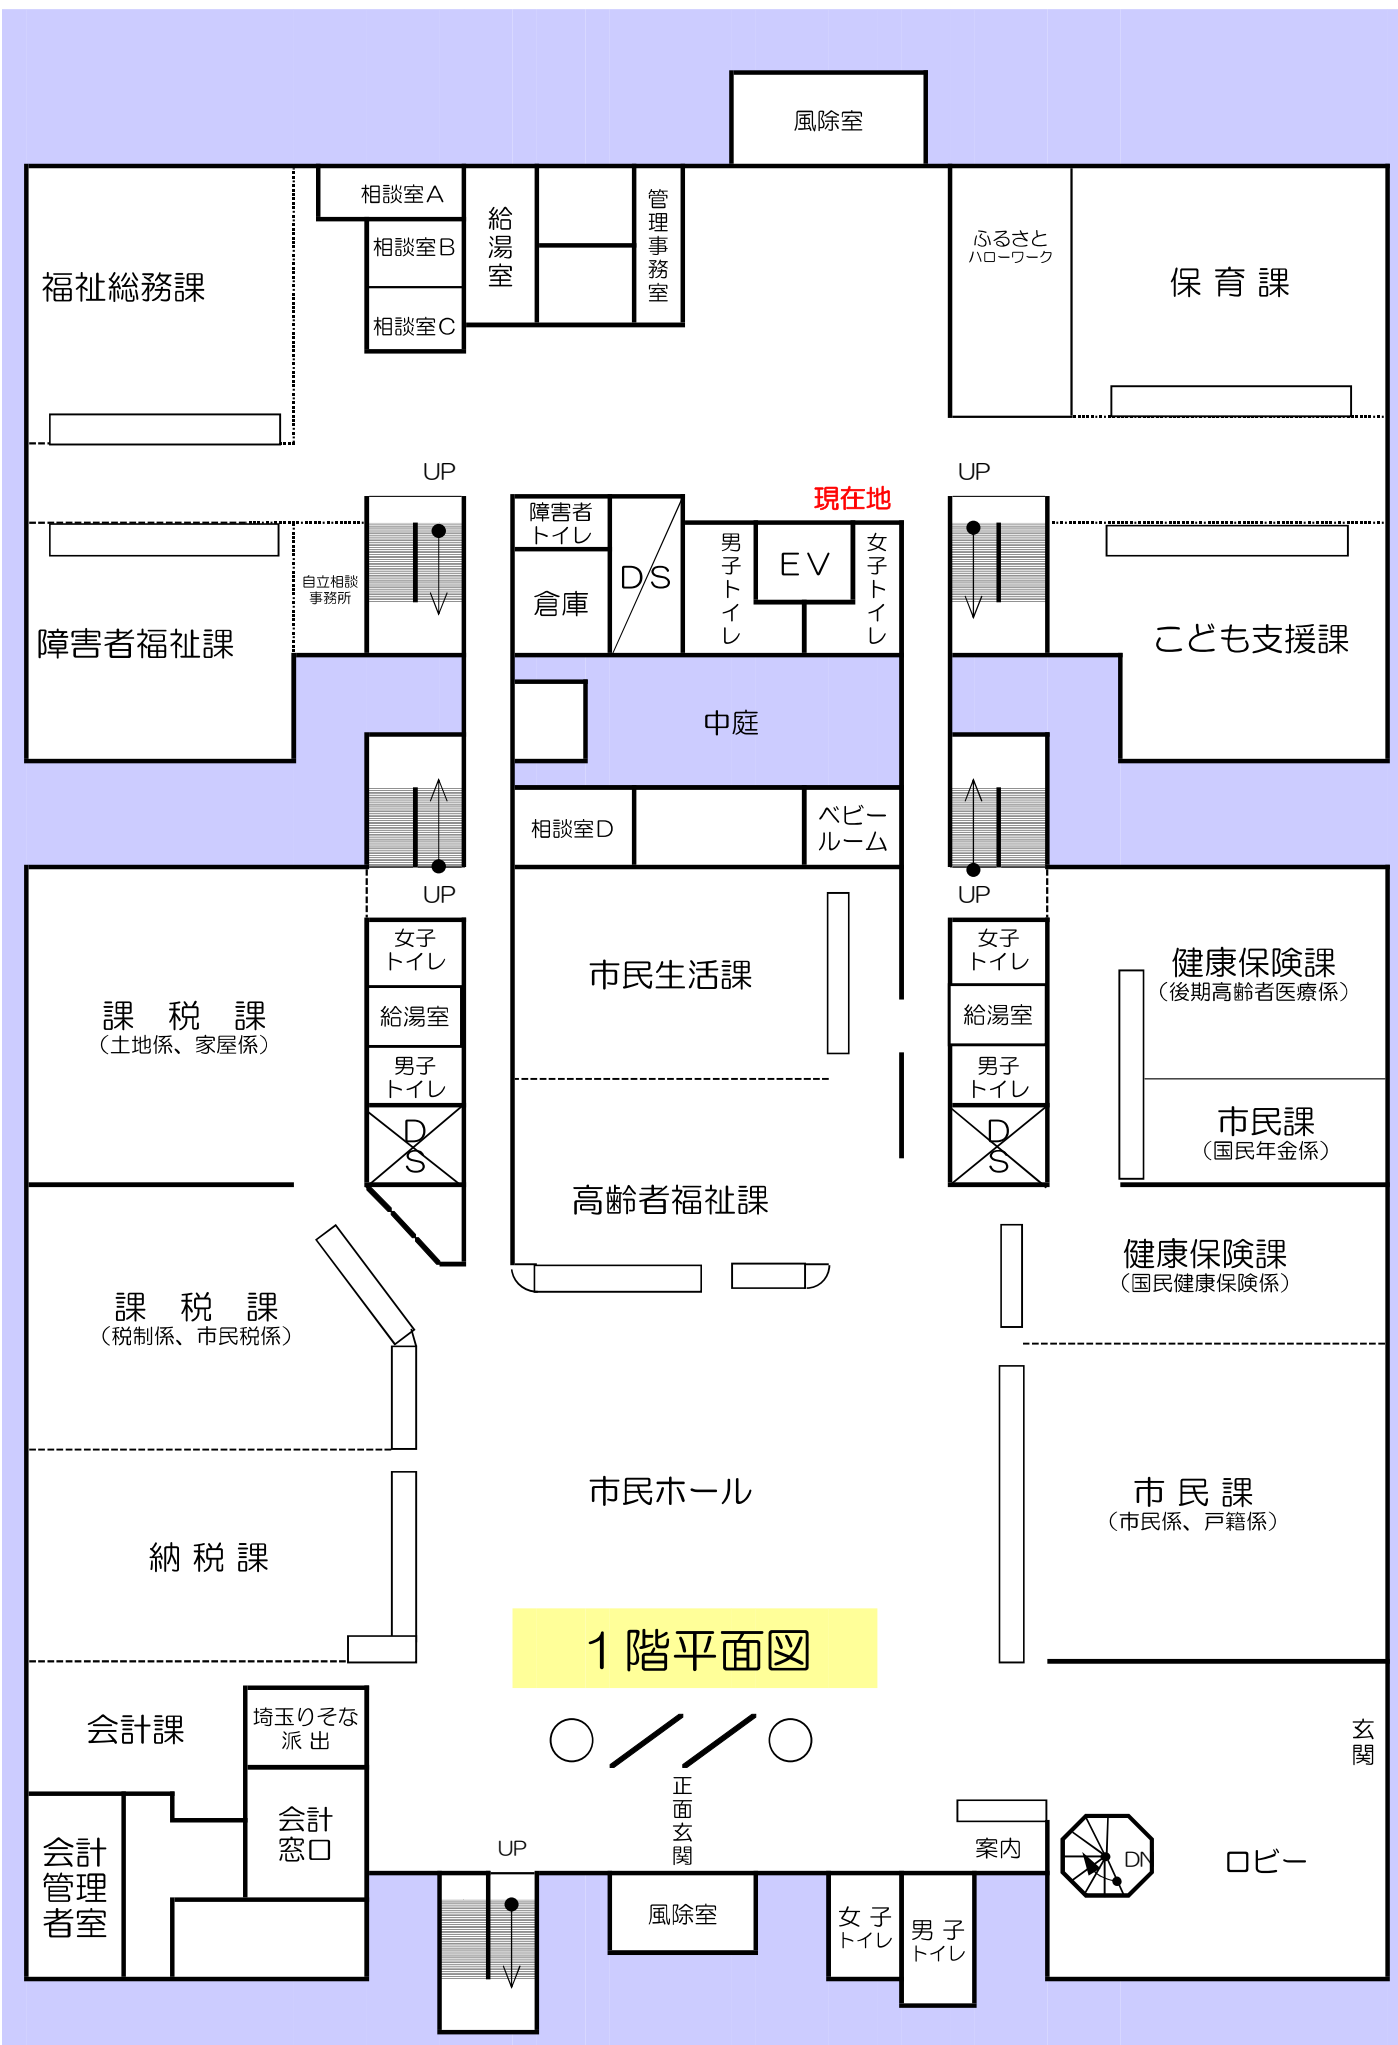 風除室
相談室A
相談室B
相談室C
給湯室
管理事務室
ふるさと
ハローワーク
福祉総務課
保 育 課
UP
UP
現在地
障害者
トイレ
倉庫
DS
男子トイレ
EV
女子トイレ
自立相談
事務所
障害者福祉課
こども支援課
中庭
相談室D
ベビー
ルーム
UP
UP
女子
トイレ
給湯室
男子
トイレ
DS
市民生活課
女子
トイレ
給湯室
男子
トイレ
DS
健康保険課
（後期高齢者医療係）
課 税 課
（土地係、家屋係）
市民課
（国民年金係）
高齢者福祉課
健康保険課
（国民健康保険係）
課 税 課
（税制係、市民税係）
市民ホール
市 民 課
（市民係、戸籍係）
納 税 課
１階平面図
会計課
埼玉りそな
派 出
玄関
正面玄関
会計
窓口
会計
管理
者室
UP
案内
DN
ロビー
風除室
女 子
トイレ
男 子
トイレ